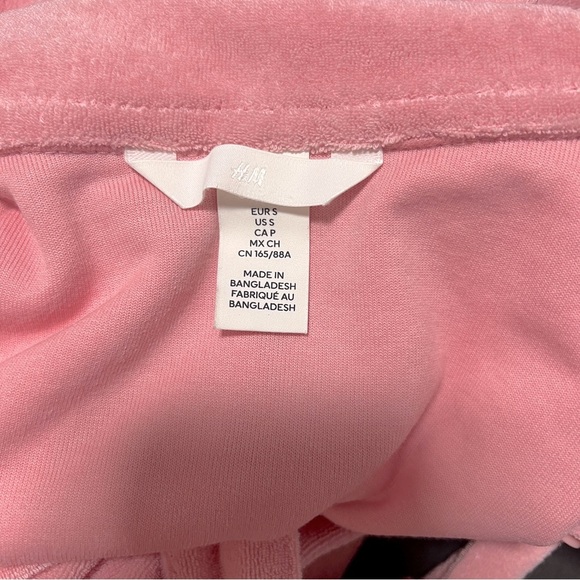 H&M
EUR S
US S
CA P
MX CH
CN 165/88A
MADE IN
BANGLADESH
FABRIQUÉ AU
BANGLADESH